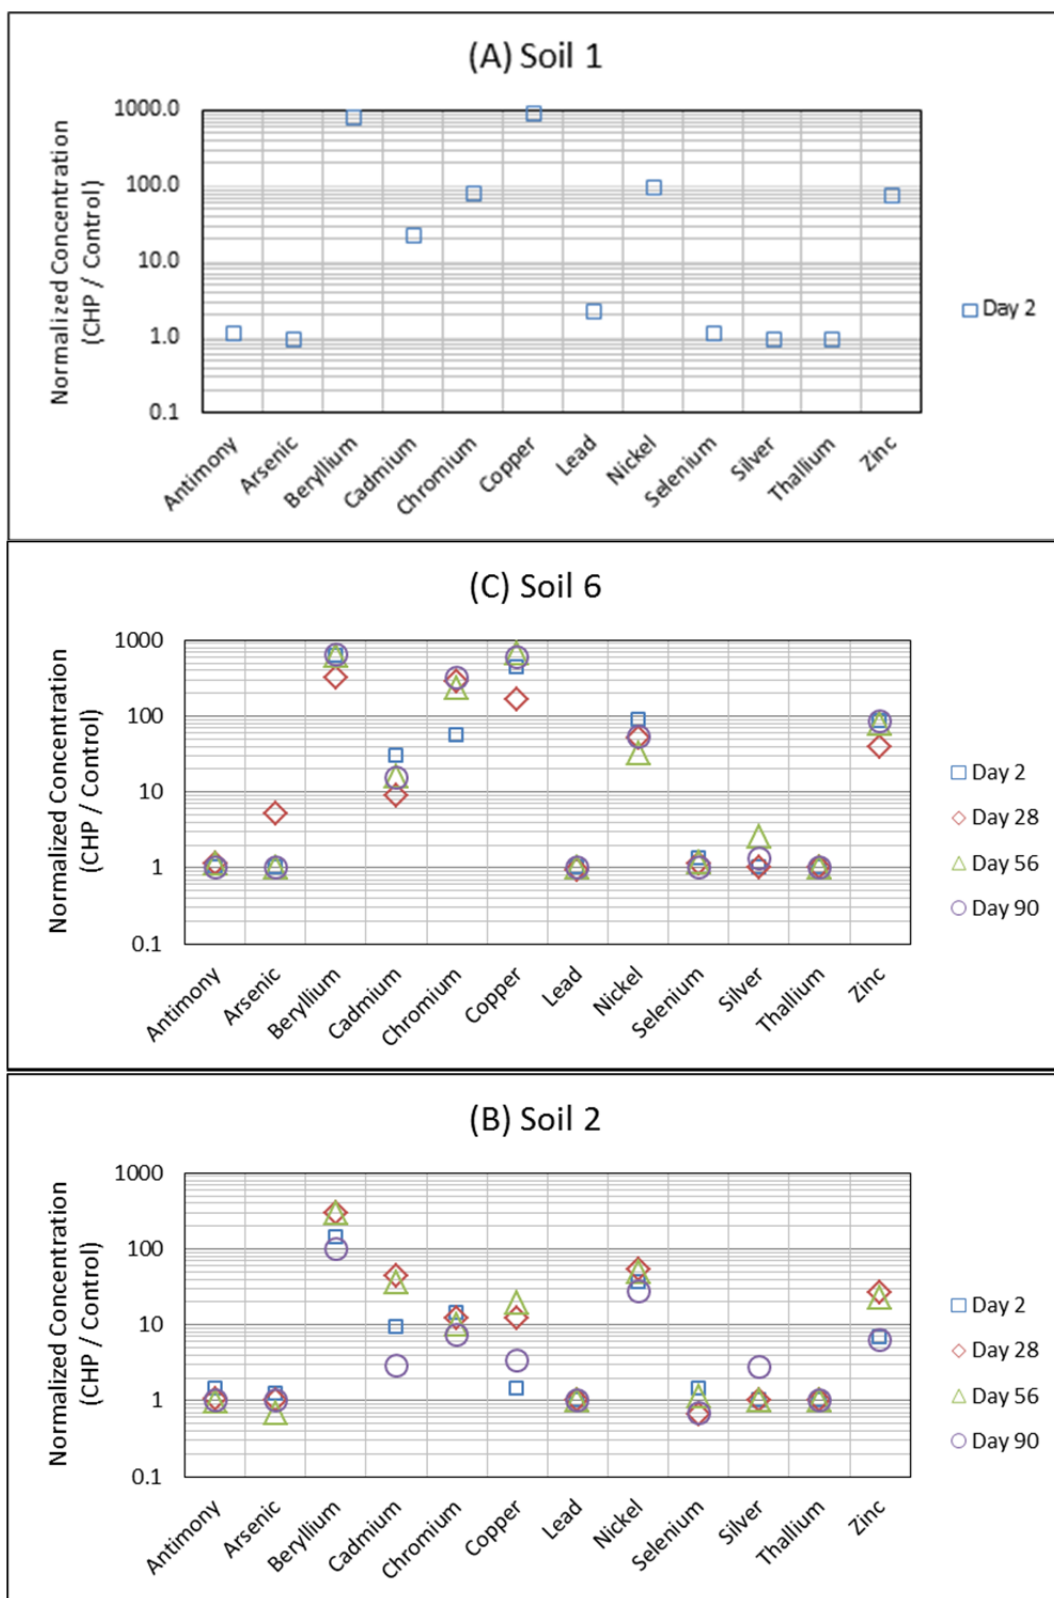 (A) Soil 1
Normalized Concentration
(CHP / Control)
1000.0
100.0
10.0
1.0
0.1
Antimony
Arsenic
Beryllium
Cadmium
Chromium
Copper
Lead
Nickel
Selenium
Silver
Thallium
Zinc
Day 2
(C) Soil 6
Normalized Concentration
(CHP / Control)
1000
100
10
1
0.1
Antimony
Arsenic
Beryllium
Cadmium
Chromium
Copper
Lead
Nickel
Selenium
Silver
Thallium
Zinc
Day 2
Day 28
Day 56
Day 90
(B) Soil 2
Normalized Concentration
(CHP / Control)
1000
100
10
1
0.1
Antimony
Arsenic
Beryllium
Cadmium
Chromium
Copper
Lead
Nickel
Selenium
Silver
Thallium
Zinc
Day 2
Day 28
Day 56
Day 90